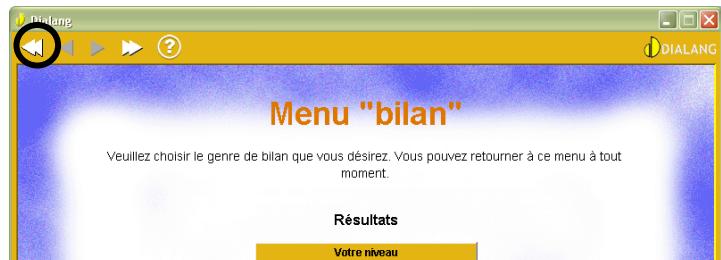 Dialang
?
DIALANG
Menu "bilan"
Veuillez choisir le genre de bilan que vous désirez. Vous pouvez retourner à ce menu à tout
moment.
Résultats
Votre niveau